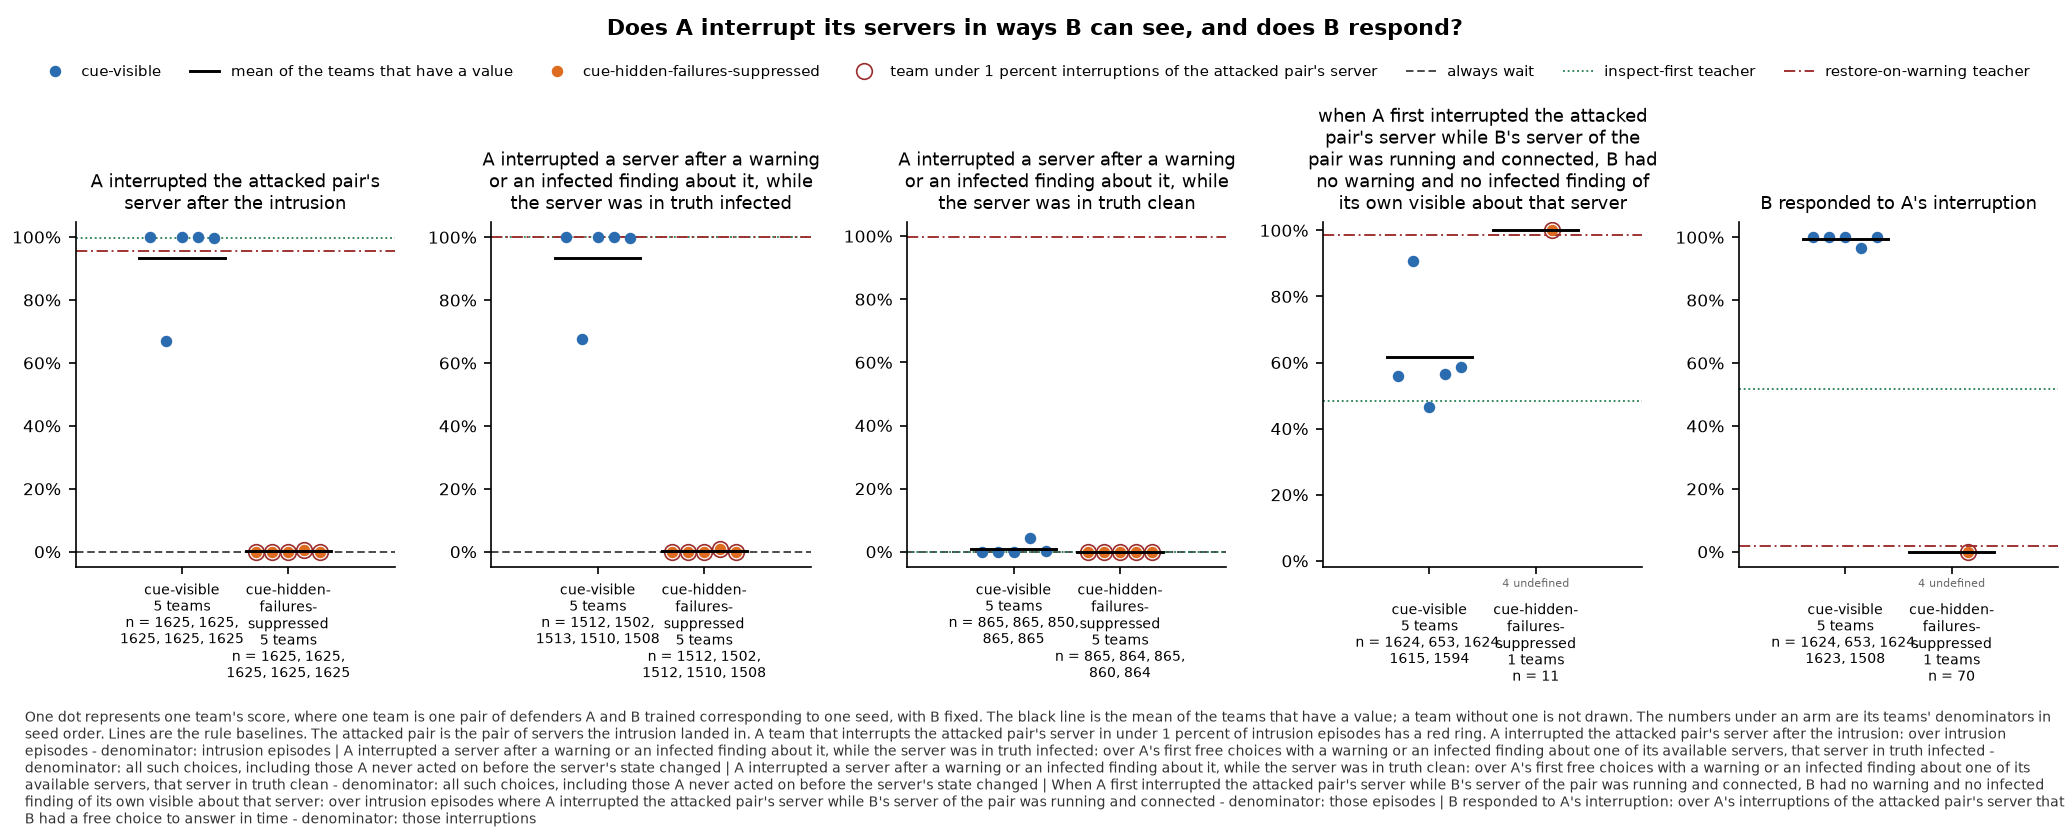 Does A interrupt its servers in ways B can see, and does B respond?
cue-visible
mean of the teams that have a value
cue-hidden-failures-suppressed
team under 1 percent interruptions of the attacked pair's server
always wait
inspect-first teacher
restore-on-warning teacher
A interrupted the attacked pair's
server after the intrusion
100%
80%
60%
40%
20%
0%
cue-visible
5 teams
n = 1625, 1625,
1625, 1625, 1625
cue-hidden-
failures-
suppressed
5 teams
n = 1625, 1625,
1625, 1625, 1625
A interrupted a server after a warning
or an infected finding about it, while
the server was in truth infected
100%
80%
60%
40%
20%
0%
cue-visible
5 teams
n = 1512, 1502,
1513, 1510, 1508
cue-hidden-
failures-
suppressed
5 teams
n = 1512, 1502,
1512, 1510, 1508
A interrupted a server after a warning
or an infected finding about it, while
the server was in truth clean
100%
80%
60%
40%
20%
0%
cue-visible
5 teams
n = 865, 865, 850,
865, 865
cue-hidden-
failures-
suppressed
5 teams
n = 865, 864, 865,
860, 864
when A first interrupted the attacked
pair's server while B's server of the
pair was running and connected, B had
no warning and no infected finding of
its own visible about that server
100%
80%
60%
40%
20%
0%
cue-visible
5 teams
n = 1624, 653, 1624,
1615, 1594
4 undefined
cue-hidden-
failures-
suppressed
1 teams
n = 11
B responded to A's interruption
100%
80%
60%
40%
20%
0%
cue-visible
5 teams
n = 1624, 653, 1624,
1623, 1508
4 undefined
cue-hidden-
failures-
suppressed
1 teams
n = 70
One dot represents one team's score, where one team is one pair of defenders A and B trained corresponding to one seed, with B fixed. The black line is the mean of the teams that have a value; a team without one is not drawn. The numbers under an arm are its teams' denominators in
seed order. Lines are the rule baselines. The attacked pair is the pair of servers the intrusion landed in. A team that interrupts the attacked pair's server in under 1 percent of intrusion episodes has a red ring. A interrupted the attacked pair's server after the intrusion: over intrusion
episodes - denominator: intrusion episodes | A interrupted a server after a warning or an infected finding about it, while the server was in truth infected: over A's first free choices with a warning or an infected finding about one of its available servers, that server in truth infected -
denominator: all such choices, including those A never acted on before the server's state changed | A interrupted a server after a warning or an infected finding about it, while the server was in truth clean: over A's first free choices with a warning or an infected finding about one of its
available servers, that server in truth clean - denominator: all such choices, including those A never acted on before the server's state changed | When A first interrupted the attacked pair's server while B's server of the pair was running and connected, B had no warning and no infected
finding of its own visible about that server: over intrusion episodes where A interrupted the attacked pair's server while B's server of the pair was running and connected - denominator: those episodes | B responded to A's interruption: over A's interruptions of the attacked pair's server that
B had a free choice to answer in time - denominator: those interruptions